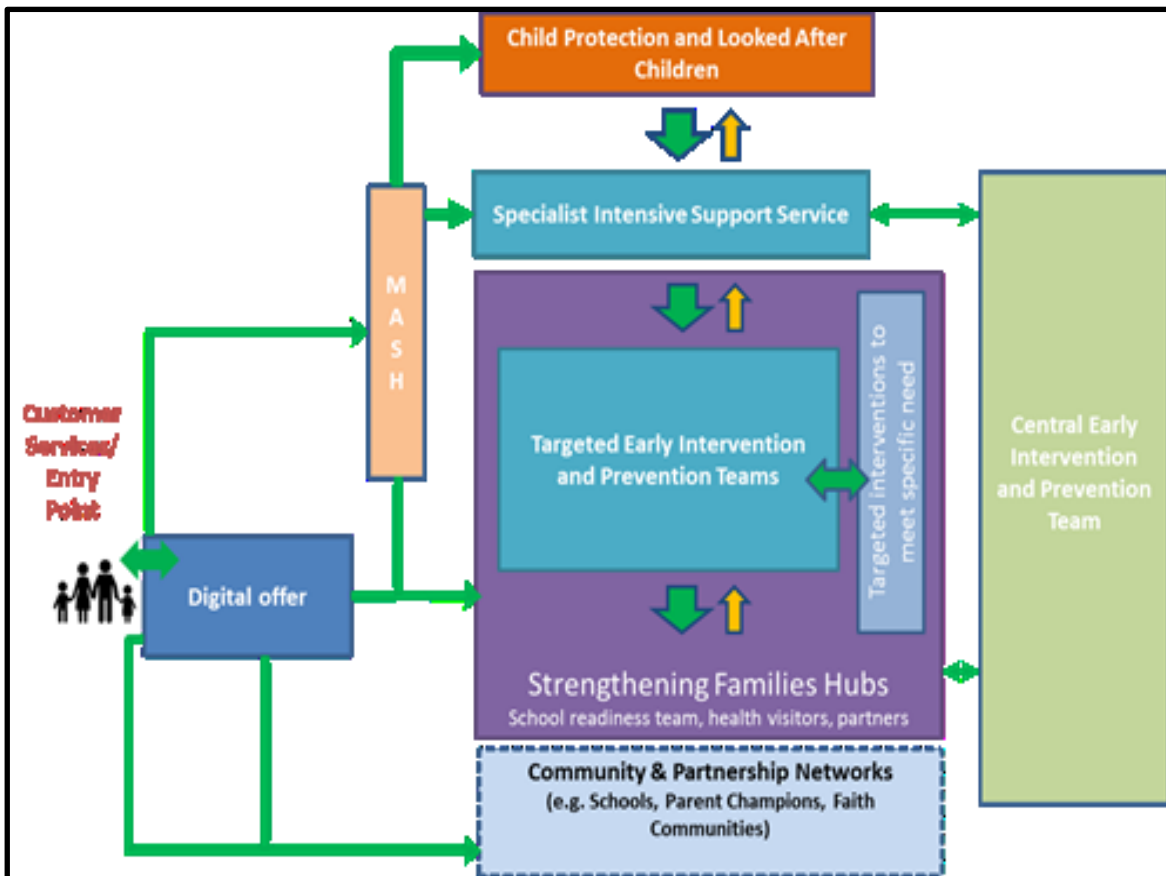 Child Protection and Looked After
Children
Specialist Intensive Support Service
M
A
S
H
Customer
Services/
Entry
Point
Digital offer
Targeted Early Intervention
and Prevention Teams
Targeted interventions to
meet specific need
Central Early
Intervention
and Prevention
Team
Strengthening Families Hubs
School readiness team, health visitors, partners
Community & Partnership Networks
(e.g. Schools, Parent Champions, Faith
Communities)